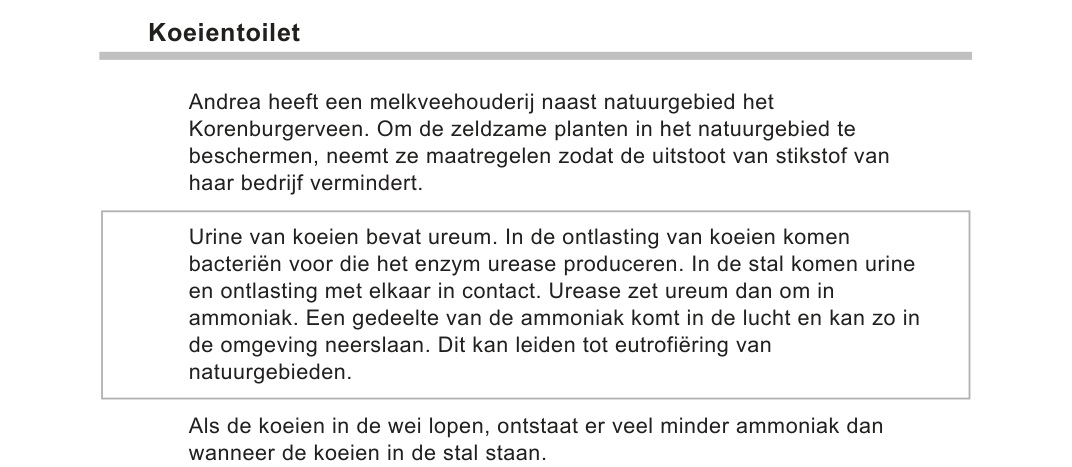 Koeientoilet
Andrea heeft een melkveehouderij naast natuurgebied het
Korenburgerveen. Om de zeldzame planten in het natuurgebied te
beschermen, neemt ze maatregelen zodat de uitstoot van stikstof van
haar bedrijf vermindert.
Urine van koeien bevat ureum. In de ontlasting van koeien komen
bacteriën voor die het enzym urease produceren. In de stal komen urine
en ontlasting met elkaar in contact. Urease zet ureum dan om in
ammoniak. Een gedeelte van de ammoniak komt in de lucht en kan zo in
de omgeving neerslaan. Dit kan leiden tot eutrofiëring van
natuurgebieden.
Als de koeien in de wei lopen, ontstaat er veel minder ammoniak dan
wanneer de koeien in de stal staan.